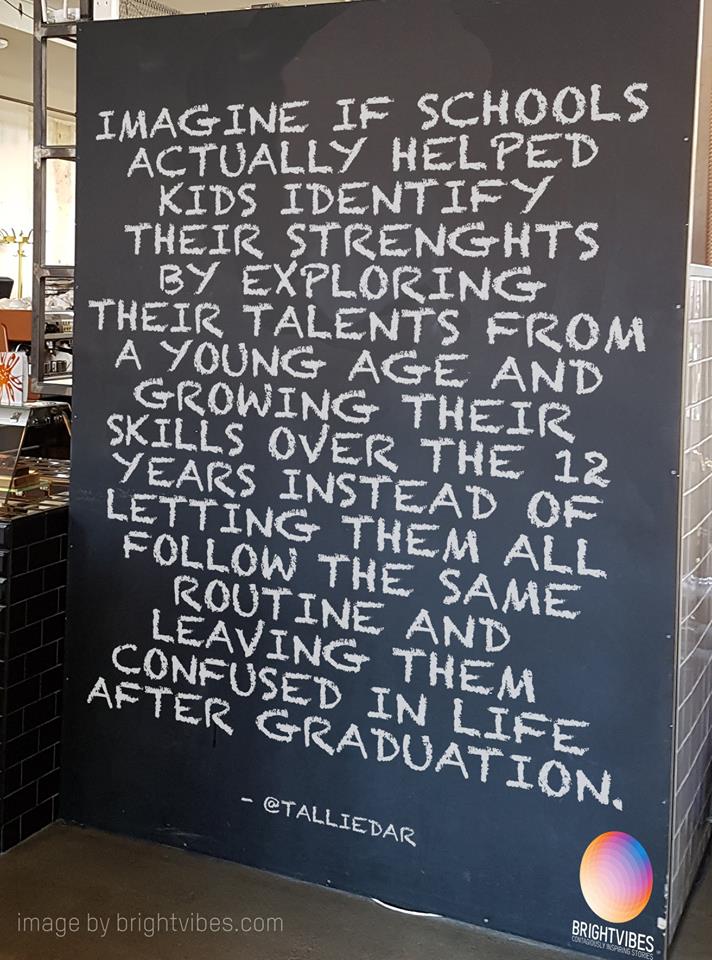 IMAGINE IF SCHOOLS
ACTUALLY HELPED
KIDS IDENTIFY
THEIR STRENGHTS
BY EXPLORING
THEIR TALENTS FROM
A YOUNG AGE AND
GROWING THEIR
SKILLS OVER THE 12
YEARS INSTEAD OF
LETTING THEM ALL
FOLLOW THE SAME
ROUTINE AND
LEAVING THEM
CONFUSED IN LIFE
AFTER GRADUATION.
- @TALLIEDAR
BRIGHTVIBES
CONTAGIOUSLY INSPIRING STORIES
image by brightvibes.com